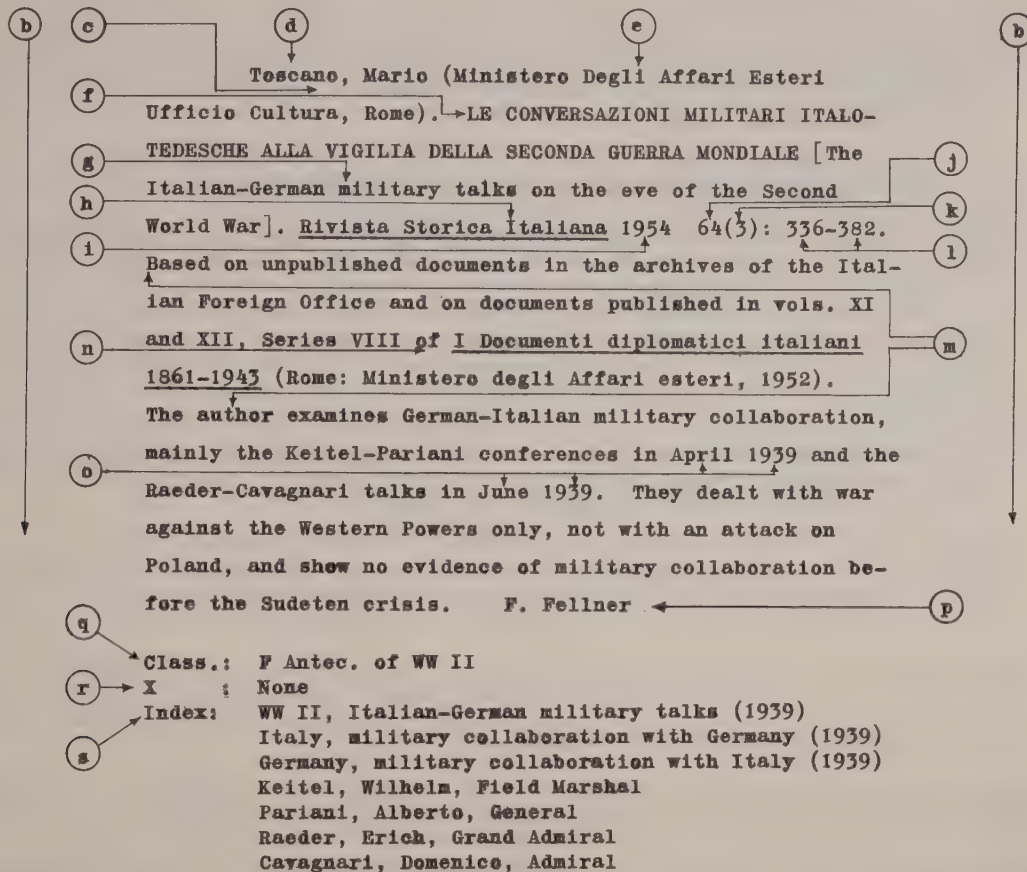 b c d e b
Toscano, Mario (Ministero Degli Affari Esteri
f
Ufficio Cultura, Rome). LE CONVERSAZIONI MILITARI ITALO-
TEDESCHE ALLA VIGILIA DELLA SECONDA GUERRA MONDIALE [The
g j
Italian-German military talks on the eve of the Second
h k
World War]. Rivista Storica Italiana 1954 64(3): 336-382.
i l
Based on unpublished documents in the archives of the Ital-
ian Foreign Office and on documents published in vols. XI
and XII, Series VIII of I Documenti diplomatici italiani
n m
1861-1943 (Rome: Ministero degli Affari esteri, 1952).
The author examines German-Italian military collaboration,
mainly the Keitel-Pariani conferences in April 1939 and the
o
Raeder-Cavagnari talks in June 1939. They dealt with war
against the Western Powers only, not with an attack on
Poland, and show no evidence of military collaboration be-
fore the Sudeten crisis. F. Fellner p
q
Class.: F Antec. of WW II
r X : None
Index: WW II, Italian-German military talks (1939)
s
Italy, military collaboration with Germany (1939)
Germany, military collaboration with Italy (1939)
Keitel, Wilhelm, Field Marshal
Pariani, Alberto, General
Raeder, Erich, Grand Admiral
Cavagnari, Domenico, Admiral